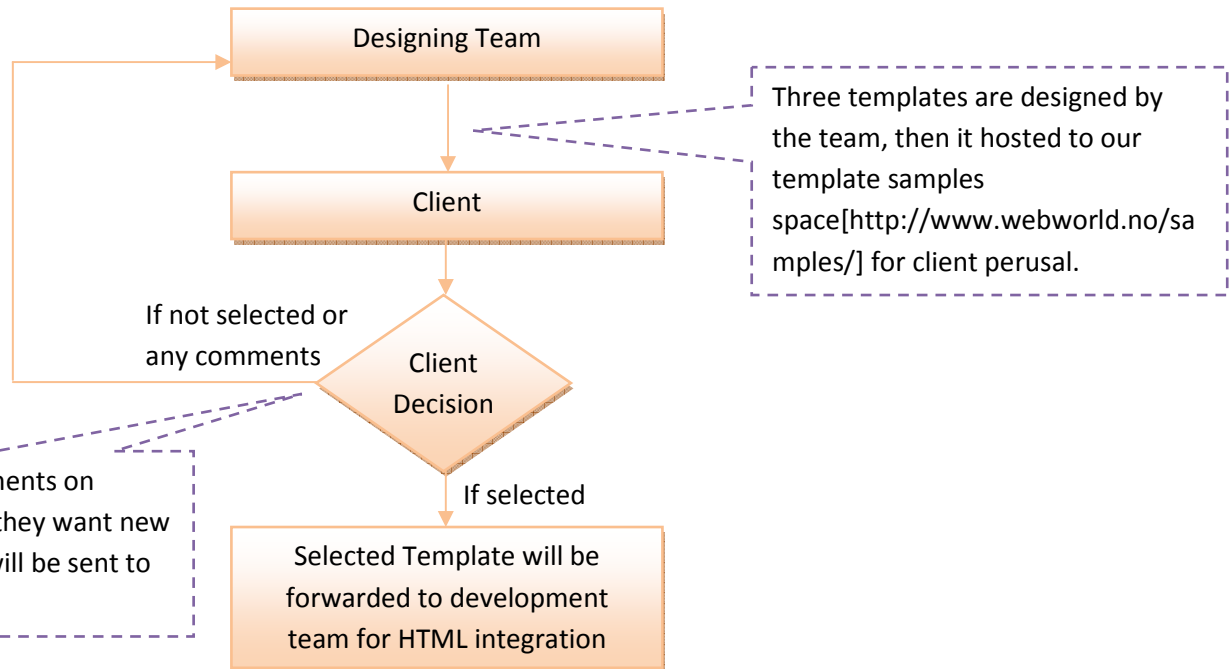 Designing Team
Three templates are designed by
the team, then it hosted to our
template samples
space[http://www.webworld.no/sa
mples/] for client perusal.
Client
If not selected or
any comments
Client
Decision
on
they want new
will be sent to
If selected
Selected Template will be
forwarded to development
team for HTML integration